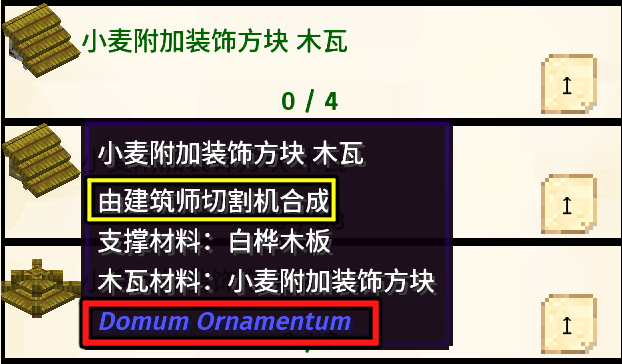 小麦附加装饰方块 木瓦
0 / 4
小麦附加装饰方块 木瓦
由建筑师切割机合成
支撑材料：白桦木板
木瓦材料：小麦附加装饰方块
Domum Ornamentum